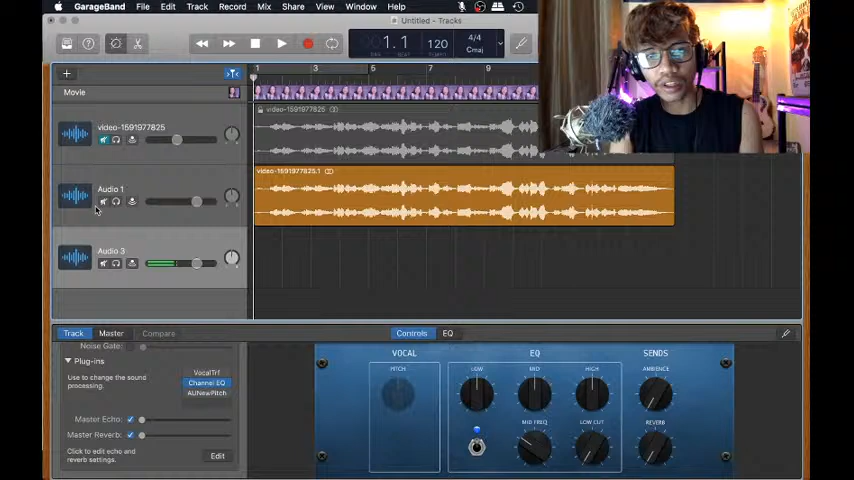 GarageBand File Edit Track Record Mix Share View Window Help
Untitled - Tracks
1.1 120 4/4 Cmaj
1 3 5 7 9
Movie
video-1591977825
video-1591977825
video-1591977825.1
Audio 1
Audio 3
Track Master Compare Controls EQ
Noise Gate:
Plug-ins
Use to change the sound
processing.
VocalTrf
Channel EQ
AUNewPitch
Master Echo:
Master Reverb:
Click to edit echo and
reverb settings.
Edit
VOCAL EQ SENDS
PITCH LOW MID HIGH AMBIENCE
MID FREQ LOW CUT REVERB